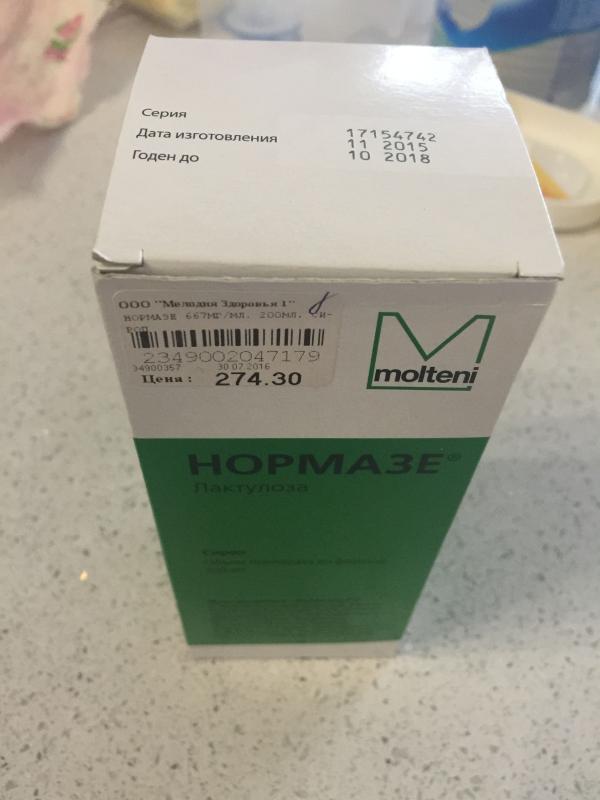 Серия
Дата изготовления
Годен до
17154742
11 2015
10 2018
ООО "Мелодия Здоровья 1"
НОРМАЗЕ 667МГ/МЛ. 200МЛ.
2349002047179
04900357 30.07.2016
Цена : 274.30
molteni
НОРМАЗЕ®
Лактулоза
Сироп